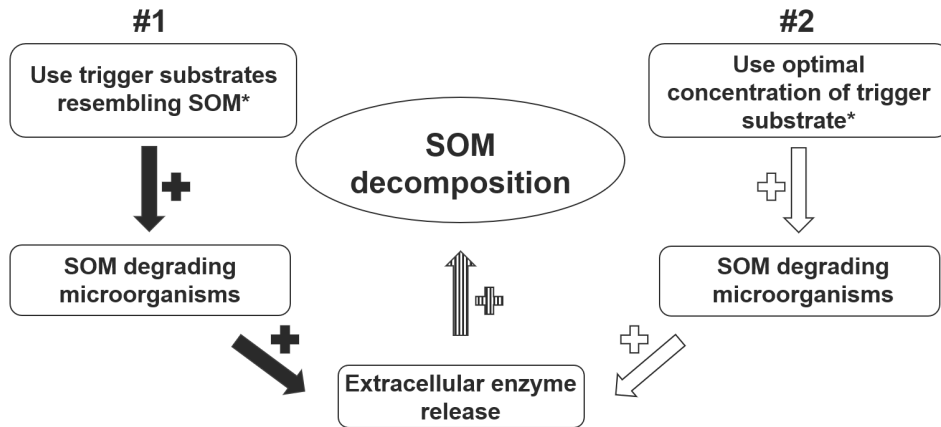 #1
Use trigger substrates
resembling SOM*
#2
Use optimal
concentration of trigger
substrate*
SOM
decomposition
SOM degrading
microorganisms
SOM degrading
microorganisms
Extracellular enzyme
release